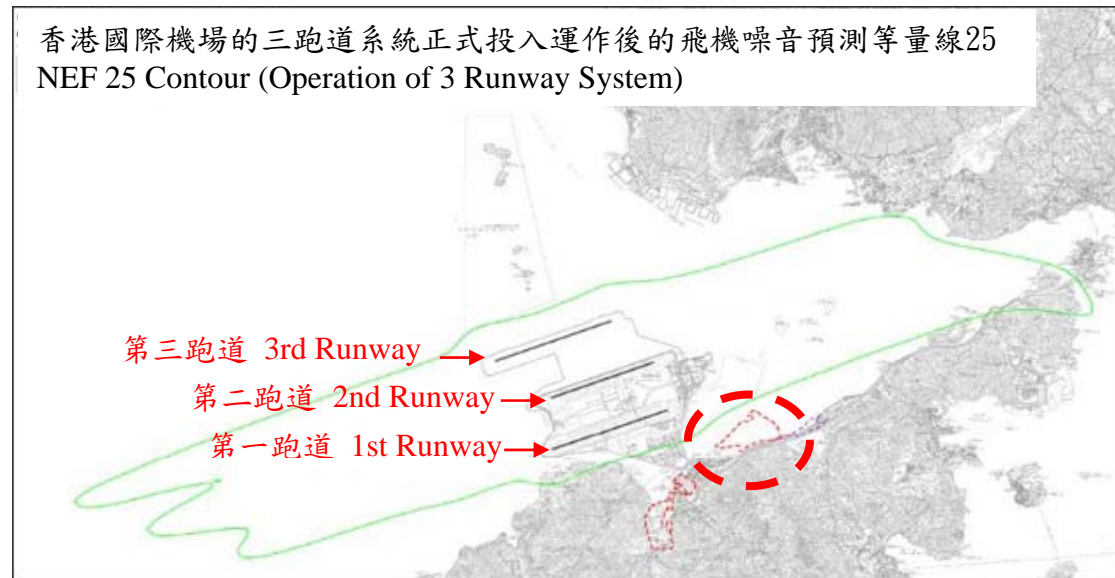 香港國際機場的三跑道系統正式投入運作後的飛機噪音預測等量線25
NEF 25 Contour (Operation of 3 Runway System)
第三跑道 3rd Runway
第二跑道 2nd Runway
第一跑道 1st Runway